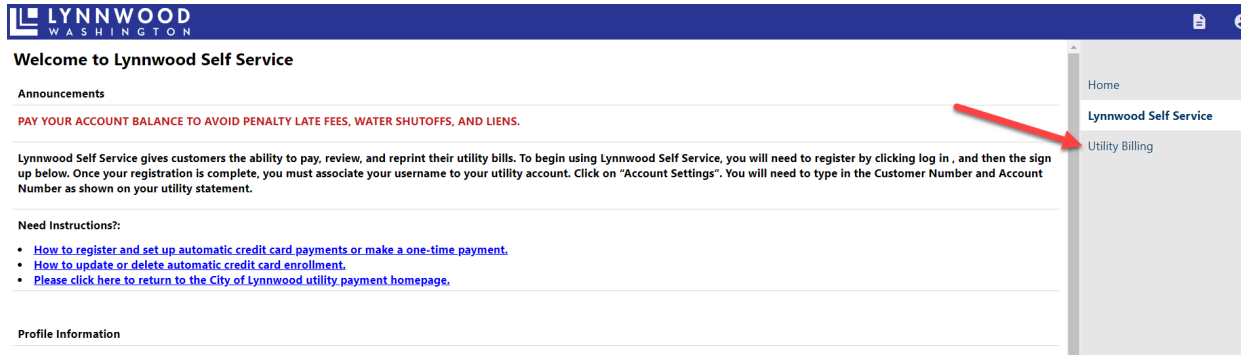 LYNNWOOD
WASHINGTON
Welcome to Lynnwood Self Service
Announcements
PAY YOUR ACCOUNT BALANCE TO AVOID PENALTY LATE FEES, WATER SHUTOFFS, AND LIENS.
Lynnwood Self Service gives customers the ability to pay, review, and reprint their utility bills. To begin using Lynnwood Self Service, you will need to register by clicking log in , and then the sign
up below. Once your registration is complete, you must associate your username to your utility account. Click on “Account Settings”. You will need to type in the Customer Number and Account
Number as shown on your utility statement.
Need Instructions?:
• How to register and set up automatic credit card payments or make a one-time payment.
• How to update or delete automatic credit card enrollment.
• Please click here to return to the City of Lynnwood utility payment homepage.
Profile Information
Home
Lynnwood Self Service
Utility Billing